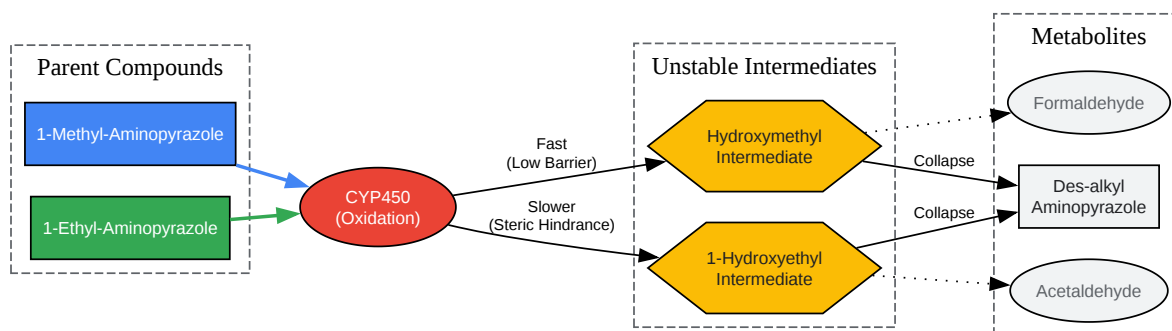 Parent Compounds
1-Methyl-Aminopyrazole
1-Ethyl-Aminopyrazole
CYP450
(Oxidation)
Fast
(Low Barrier)
Slower
(Steric Hindrance)
Unstable Intermediates
Hydroxymethyl
Intermediate
1-Hydroxyethyl
Intermediate
Collapse
Collapse
Metabolites
Formaldehyde
Des-alkyl
Aminopyrazole
Acetaldehyde